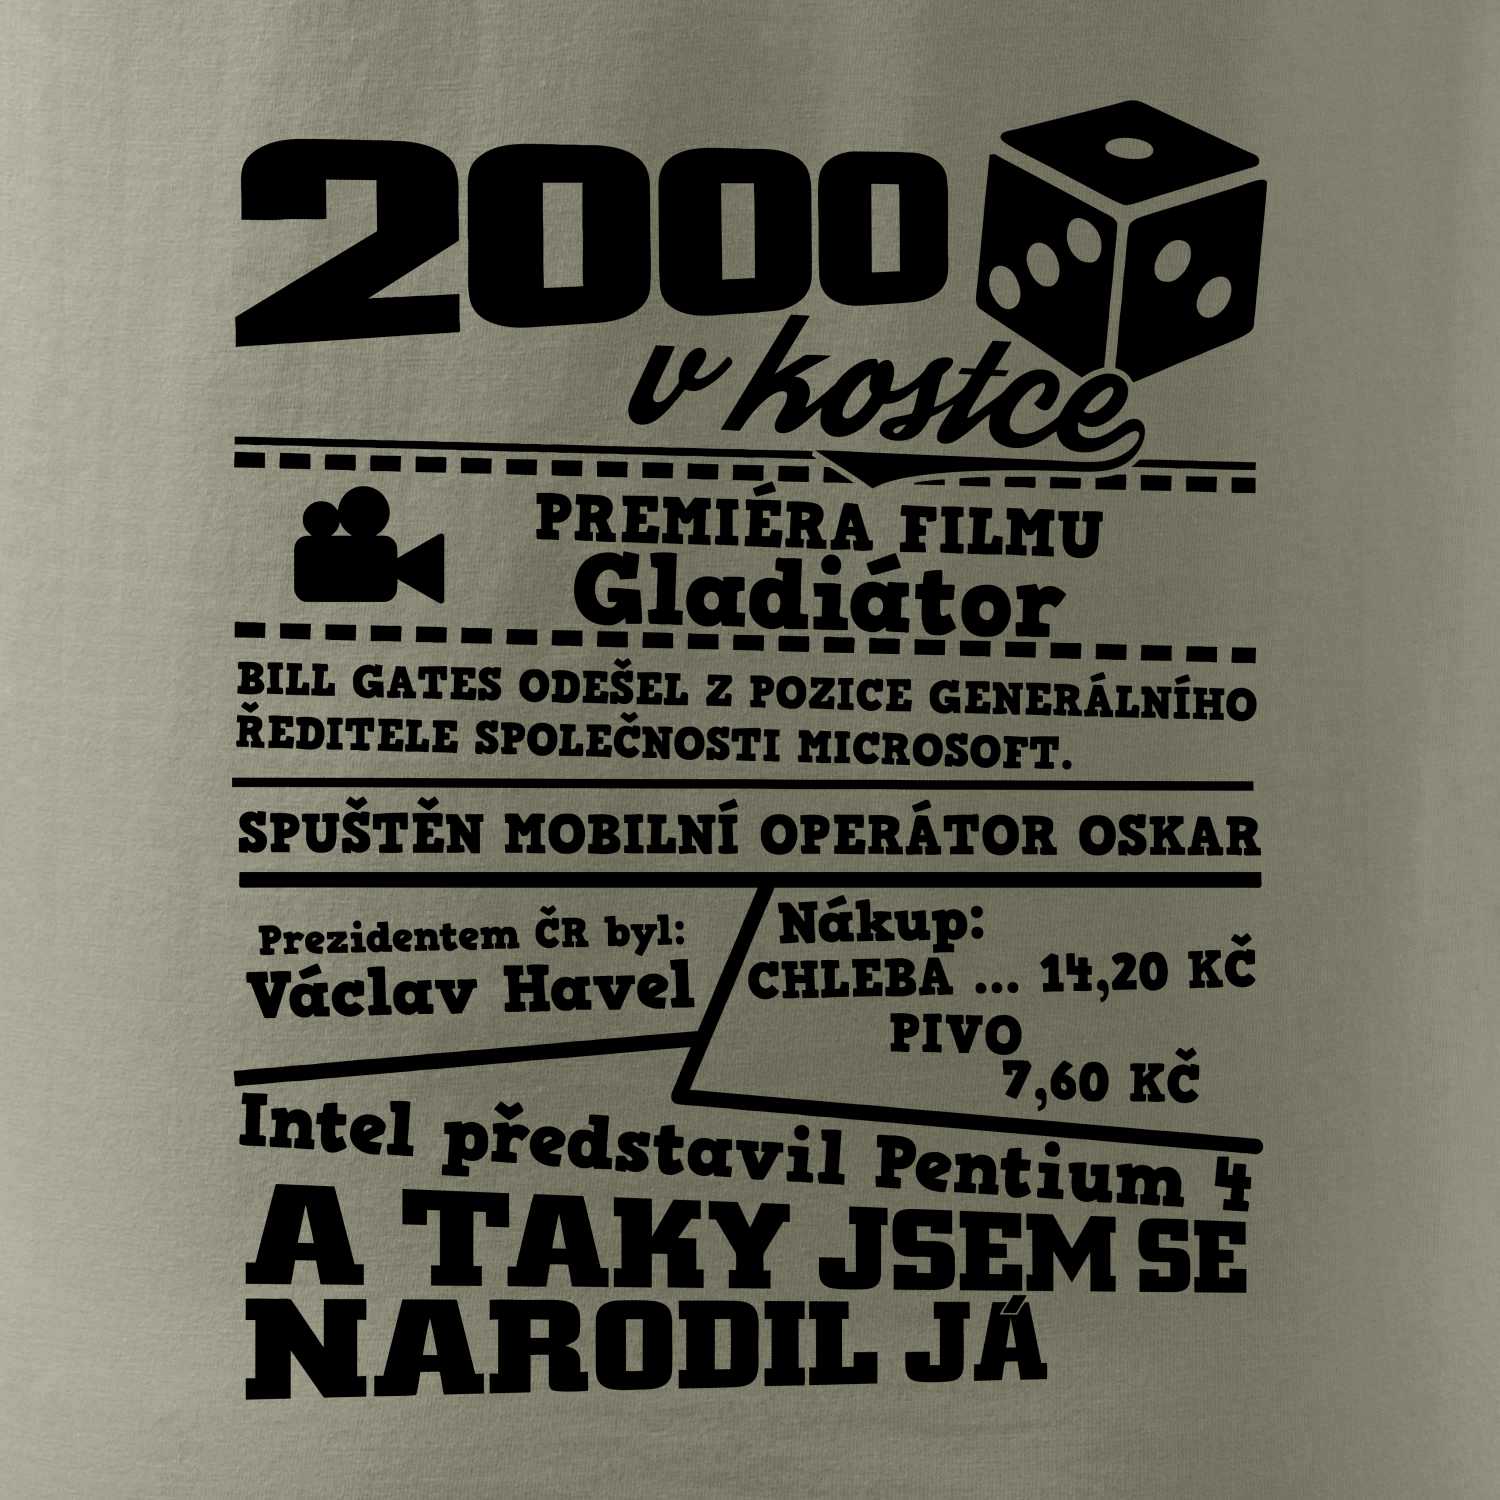 2000
v kostce
PREMIÉRA FILMU
Gladiátor
BILL GATES ODEŠEL Z POZICE GENERÁLNÍHO
ŘEDITELE SPOLEČNOSTI MICROSOFT.
SPUŠTĚN MOBILNÍ OPERÁTOR OSKAR
Prezidentem ČR byl:
Václav Havel
Nákup:
CHLEBA ... 14,20 KČ
PIVO
7,60 KČ
Intel představil Pentium 4
A TAKY JSEM SE
NARODIL JÁ